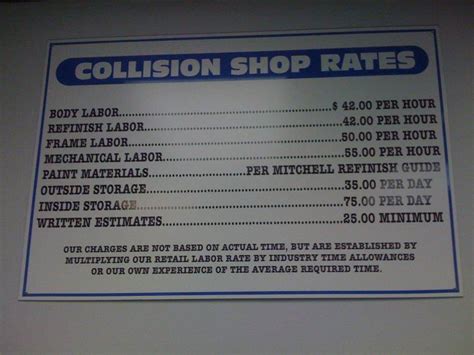 COLLISION SHOP RATES
BODY LABOR................................................$ 42.00 PER HOUR
REFINISH LABOR............................................42.00 PER HOUR
FRAME LABOR................................................50.00 PER HOUR
MECHANICAL LABOR........................................55.00 PER HOUR
PAINT MATERIALS.....................PER MITCHELL REFINISH GUIDE
OUTSIDE STORAGE..........................................35.00 PER DAY
INSIDE STORAGE............................................75.00 PER DAY
WRITTEN ESTIMATES.......................................25.00 MINIMUM
OUR CHARGES ARE NOT BASED ON ACTUAL TIME, BUT ARE ESTABLISHED BY
MULTIPLYING OUR RETAIL LABOR RATE BY INDUSTRY TIME ALLOWANCES
OR OUR OWN EXPERIENCE OF THE AVERAGE REQUIRED TIME.